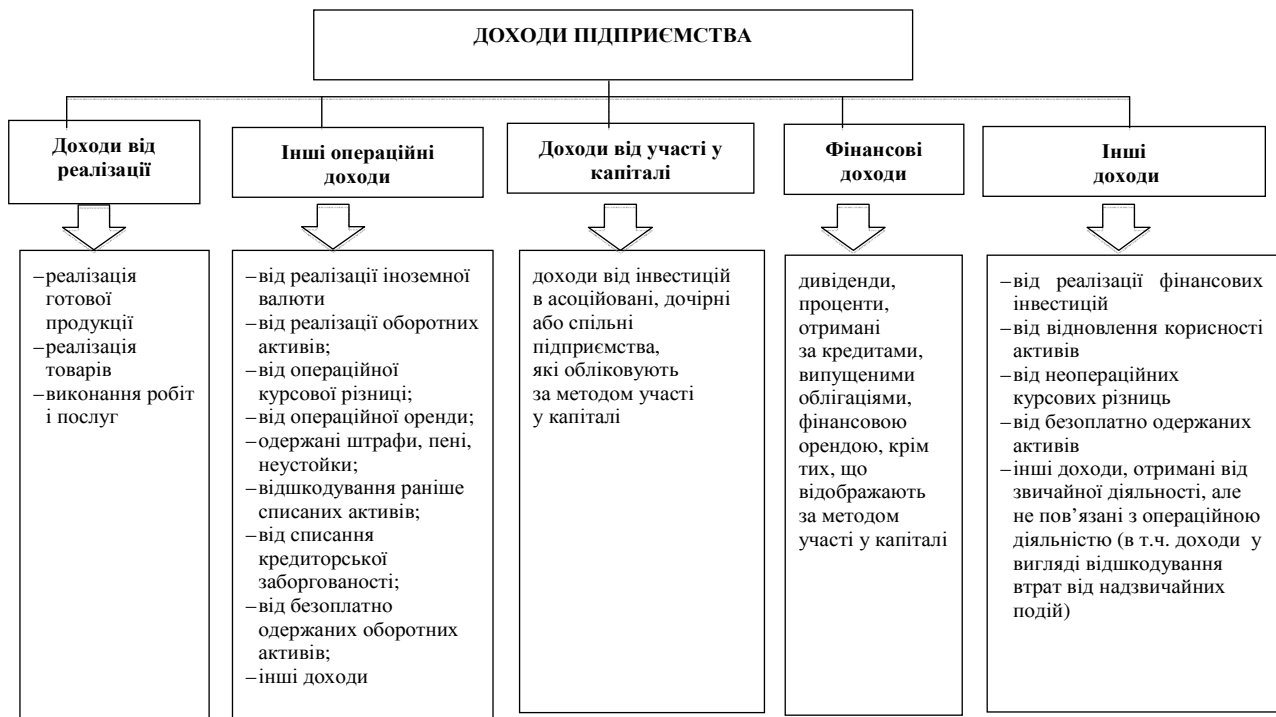 ДОХОДИ ПІДПРИЄМСТВА
Доходи від
реалізації
Інші операційні
доходи
Доходи від участі у
капіталі
Фінансові
доходи
Інші
доходи
–реалізація
готової
продукції
–реалізація
товарів
–виконання робіт
і послуг
–від реалізації іноземної
валюти
–від реалізації оборотних
активів;
–від операційної
курсової різниці;
–від операційної оренди;
–одержані штрафи, пені,
неустойки;
–відшкодування раніше
списаних активів;
–від списання
кредиторської
заборгованості;
–від безоплатно
одержаних оборотних
активів;
–інші доходи
доходи від інвестицій
в асоційовані, дочірні
або спільні
підприємства,
які обліковують
за методом участі
у капіталі
дивіденди,
проценти,
отримані
за кредитами,
випущеними
облігаціями,
фінансовою
орендою, крім
тих, що
відображають
за методом
участі у капіталі
–від реалізації фінансових
інвестицій
–від відновлення корисності
активів
–від неопераційних
курсових різниць
–від безоплатно одержаних
активів
–інші доходи, отримані від
звичайної діяльності, але
не пов’язані з операційною
діяльністю (в т.ч. доходи у
вигляді відшкодування
втрат від надзвичайних
подій)